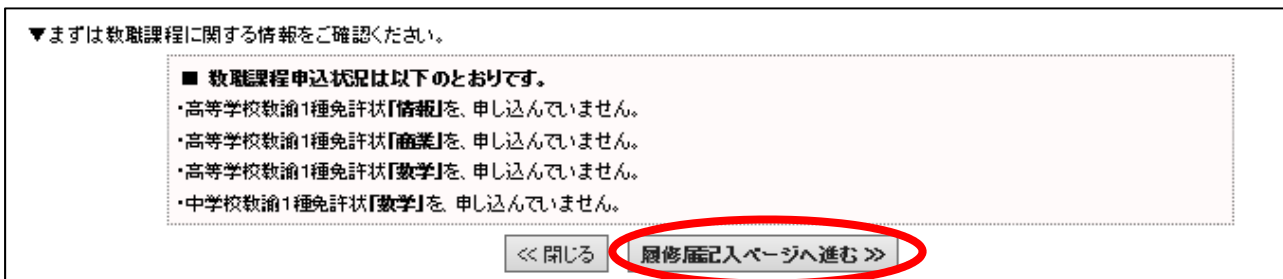 ▼まずは教職課程に関する情報をご確認ください。
■ 教職課程申込状況は以下のとおりです。
・高等学校教諭1種免許状「情報」を、申し込んでいません。
・高等学校教諭1種免許状「商業」を、申し込んでいません。
・高等学校教諭1種免許状「数学」を、申し込んでいません。
・中学校教諭1種免許状「数学」を、申し込んでいません。
≪ 閉じる 履修届記入ページへ進む ≫